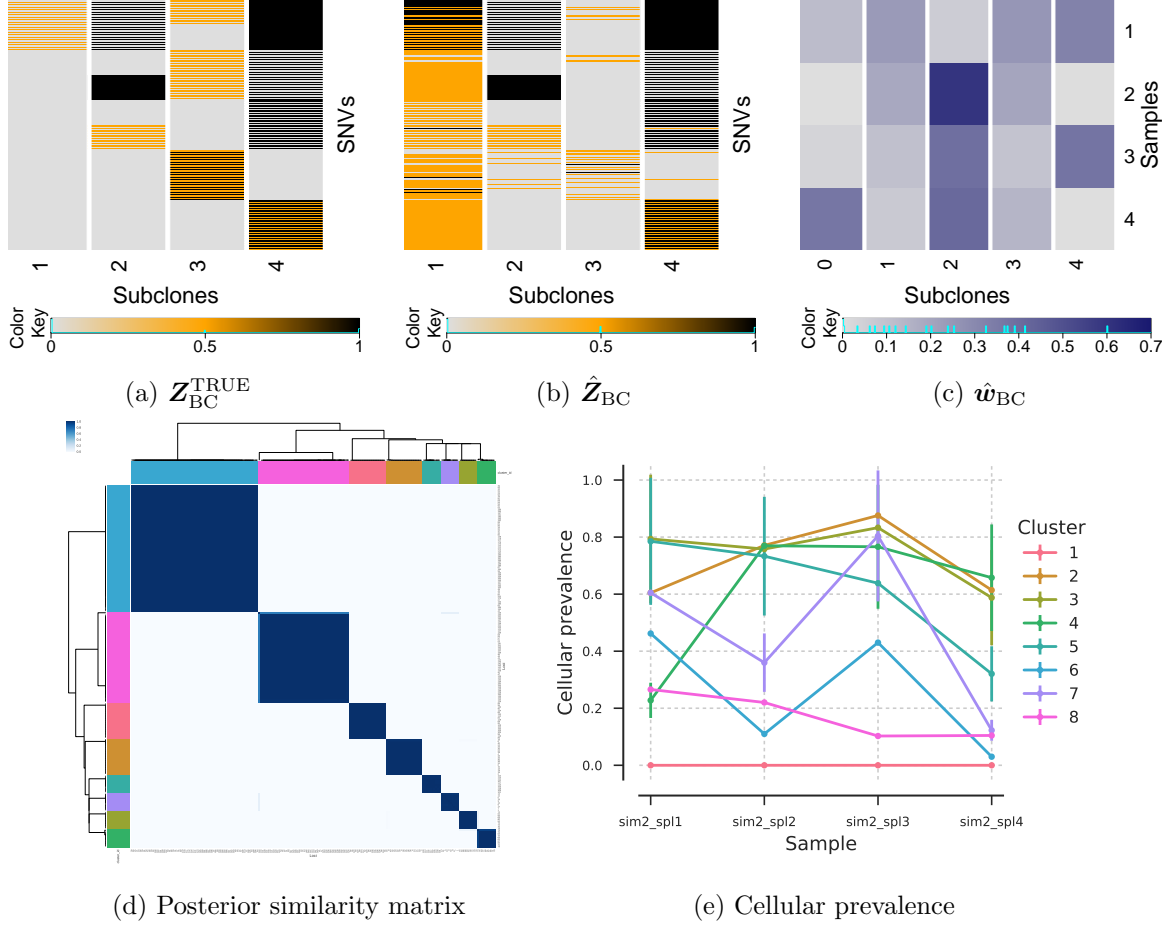 1
2
3
4
SNVs
Subclones
Color
Key
0
0.5
1
(a) Z_BC^TRUE
1
2
3
4
SNVs
Subclones
Color
Key
0
0.5
1
(b) Ẑ_BC
1
2
3
4
Samples
0
1
2
3
4
Subclones
Color
Key
0
0.1
0.2
0.3
0.4
0.5
0.6
0.7
(c) ŵ_BC
(d) Posterior similarity matrix
1.0
0.8
0.6
0.4
0.2
0.0
Cellular prevalence
sim2_spl1
sim2_spl2
sim2_spl3
sim2_spl4
Sample
Cluster
1
2
3
4
5
6
7
8
(e) Cellular prevalence